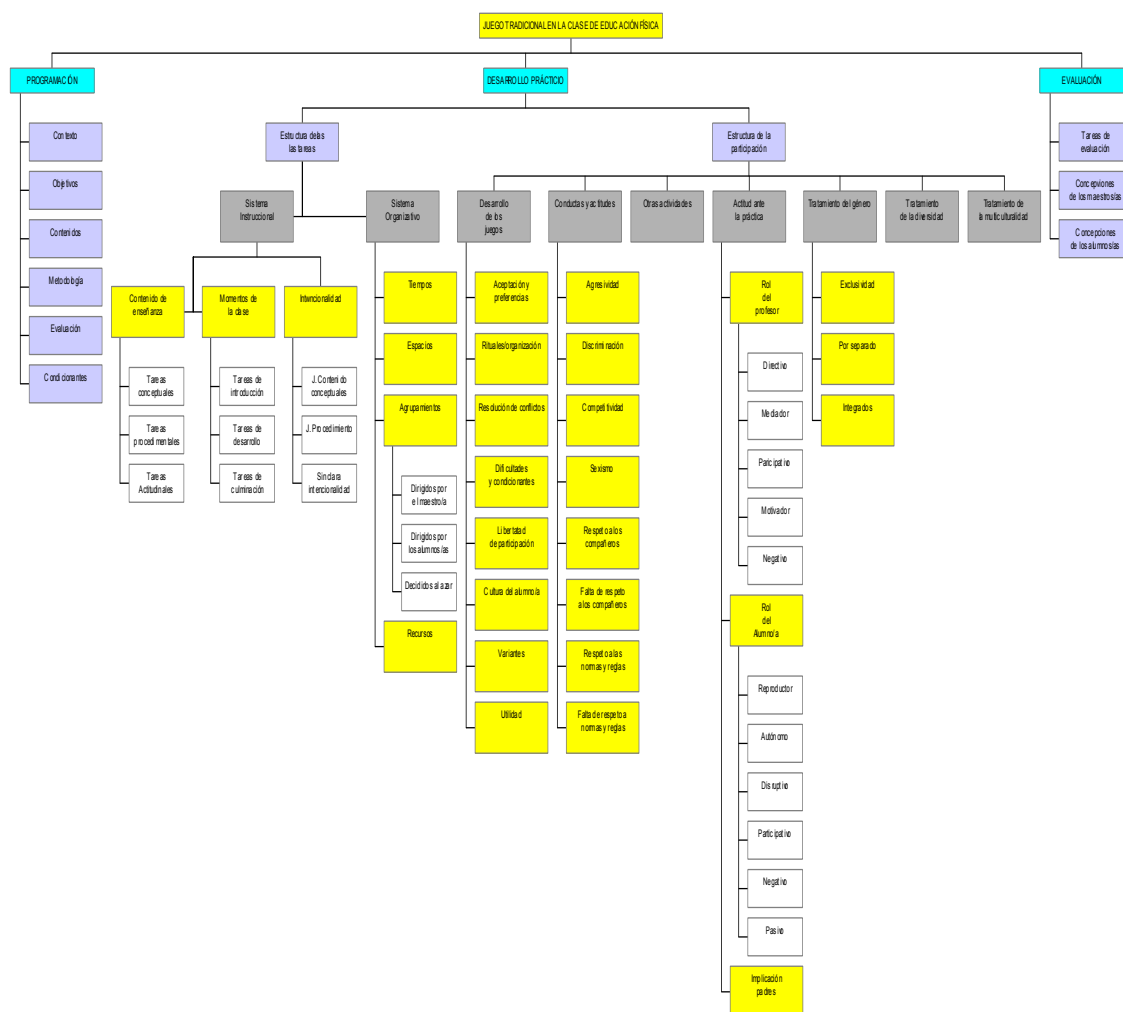 JUEGO TRADICIONAL EN LA CLASE DE EDUCACIÓN FÍSICA
PROGRAMACIÓN
DESARROLLO PRÁCTICIO
EVALUACIÓN
Contexto
Objetivos
Contenidos
Metodología
Evaluación
Condicionantes
Estructura delas
las tareas
Estructura de la
participación
Tareas de
evaluación
Concepviones
de los maestros/as
Concepciones
de los alumnos/as
Sistema
Instruccional
Sistema
Organizativo
Desarrollo
de los
juegos
Conductas y actitudes
Otras actividades
Actitud ante
la práctica
Tratamiento del género
Tratamiento
de la diversidad
Tratamiento de
la multiculturalidad
Contenido de
enseñanza
Momentos de
la clase
Intvncionalidad
Tareas
conceptuales
Tareas
procedimentales
Tareas
Actitudinales
Tareas de
introducción
Tareas de
desarrollo
Tareas de
culminación
J. Contenido
conceptuales
J. Procedimiento
Sin clara
intencionalidad
Tiempos
Espacios
Agrupamientos
Dirigidos por
el maestro/a
Dirigidos por
los alumnos/as
Decididos al azar
Recursos
Aceptación y
preferencias
Rituales/organización
Resolución de conflictos
Dificultades
y condicionantes
Libertatad
de participación
Cultura del alumno/a
Variantes
Utilidad
Agresividad
Discriminación
Competitividad
Sexismo
Respeto a los
compañeros
Falta de respeto
a los compañeros
Respeto a las
normas y reglas
Falta de respeto a
normas y reglas
Rol
del
profesor
Directivo
Mediador
Paricipativo
Motivador
Negativo
Rol
del
Alumno/a
Reproductor
Autónomo
Disruptivo
Participativo
Negativo
Pasivo
Implicación
padres
Exclusividad
Por separado
Integrados